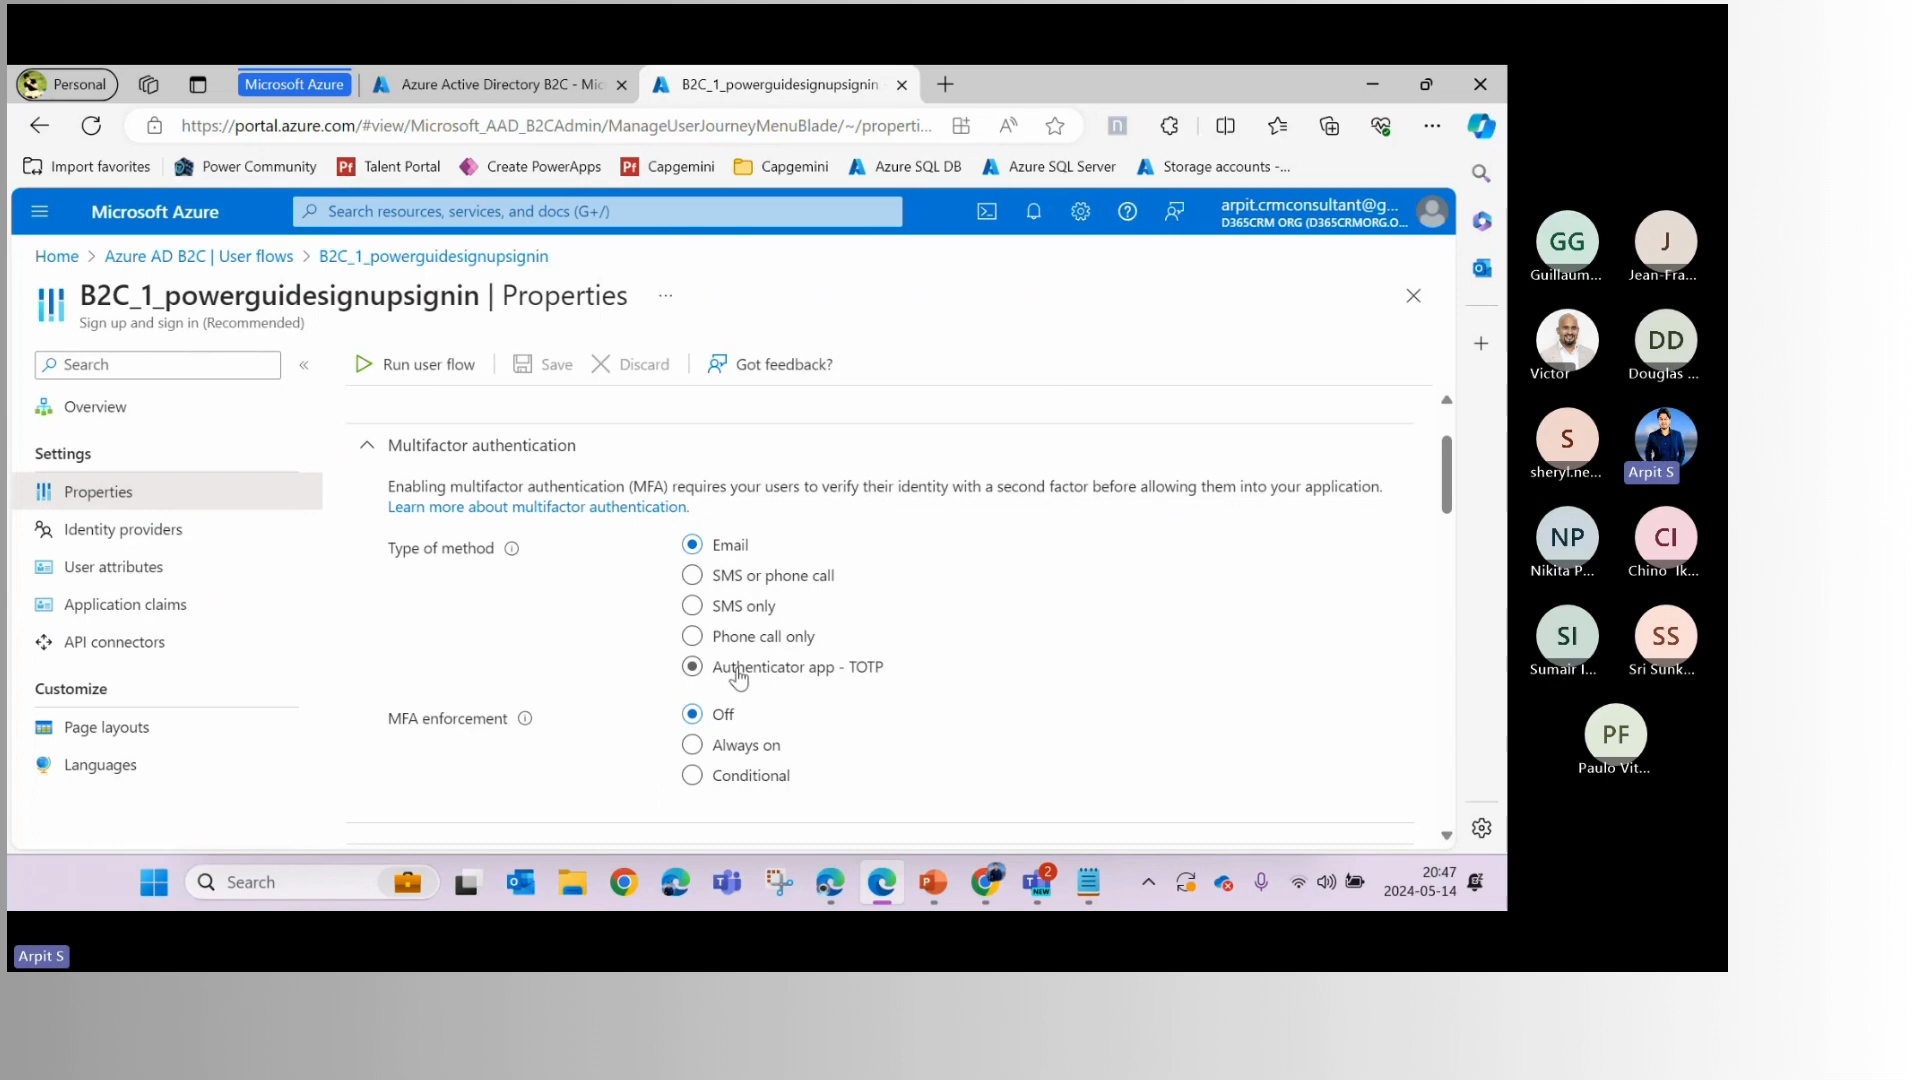 Personal
Microsoft Azure
Azure Active Directory B2C - Mic
B2C_1_powerguidesignupsignin
https://portal.azure.com/#view/Microsoft_AAD_B2CAdmin/ManageUserJourneyMenuBlade/~/properti...
Import favorites
Power Community
Talent Portal
Create PowerApps
Capgemini
Capgemini
Azure SQL DB
Azure SQL Server
Storage accounts -...
Microsoft Azure
Search resources, services, and docs (G+/)
arpit.crmconsultant@g...
D365CRM ORG (D365CRMORG.O...
Home > Azure AD B2C | User flows > B2C_1_powerguidesignupsignin
B2C_1_powerguidesignupsignin | Properties ...
Sign up and sign in (Recommended)
Search
Run user flow
Save
Discard
Got feedback?
Overview
Settings
Properties
Identity providers
User attributes
Application claims
API connectors
Customize
Page layouts
Languages
Multifactor authentication
Enabling multifactor authentication (MFA) requires your users to verify their identity with a second factor before allowing them into your application.
Learn more about multifactor authentication.
Type of method
Email
SMS or phone call
SMS only
Phone call only
Authenticator app - TOTP
MFA enforcement
Off
Always on
Conditional
Search
NEW
2
20:47
2024-05-14
Arpit S
GG
Guillaum...
J
Jean-Fra...
Victor
DD
Douglas ...
S
sheryl.ne...
Arpit S
NP
Nikita P...
CI
Chino Ik...
SI
Sumair I...
SS
Sri Sunk...
PF
Paulo Vit...